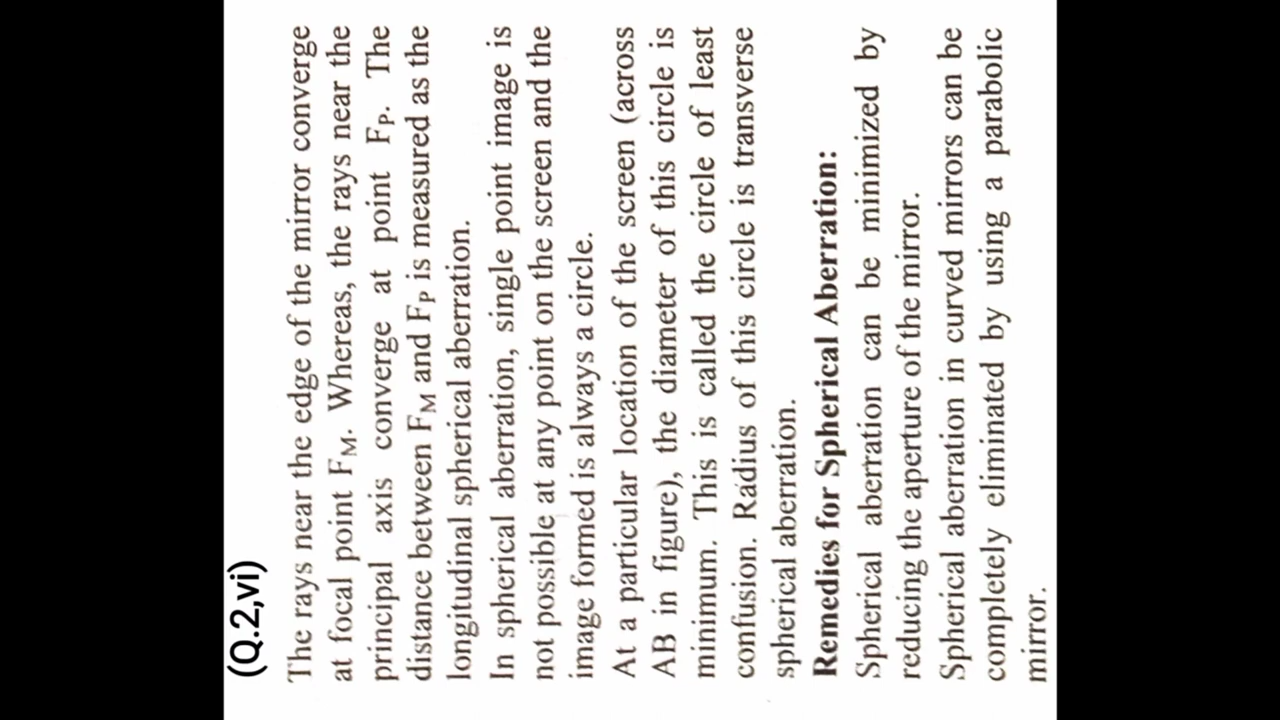 (Q.2,vi)
The rays near the edge of the mirror converge
at focal point FM. Whereas, the rays near the
principal axis converge at point FP. The
distance between FM and FP is measured as the
longitudinal spherical aberration.
In spherical aberration, single point image is
not possible at any point on the screen and the
image formed is always a circle.
At a particular location of the screen (across
AB in figure), the diameter of this circle is
minimum. This is called the circle of least
confusion. Radius of this circle is transverse
spherical aberration.
Remedies for Spherical Aberration:
Spherical aberration can be minimized by
reducing the aperture of the mirror.
Spherical aberration in curved mirrors can be
completely eliminated by using a parabolic
mirror.